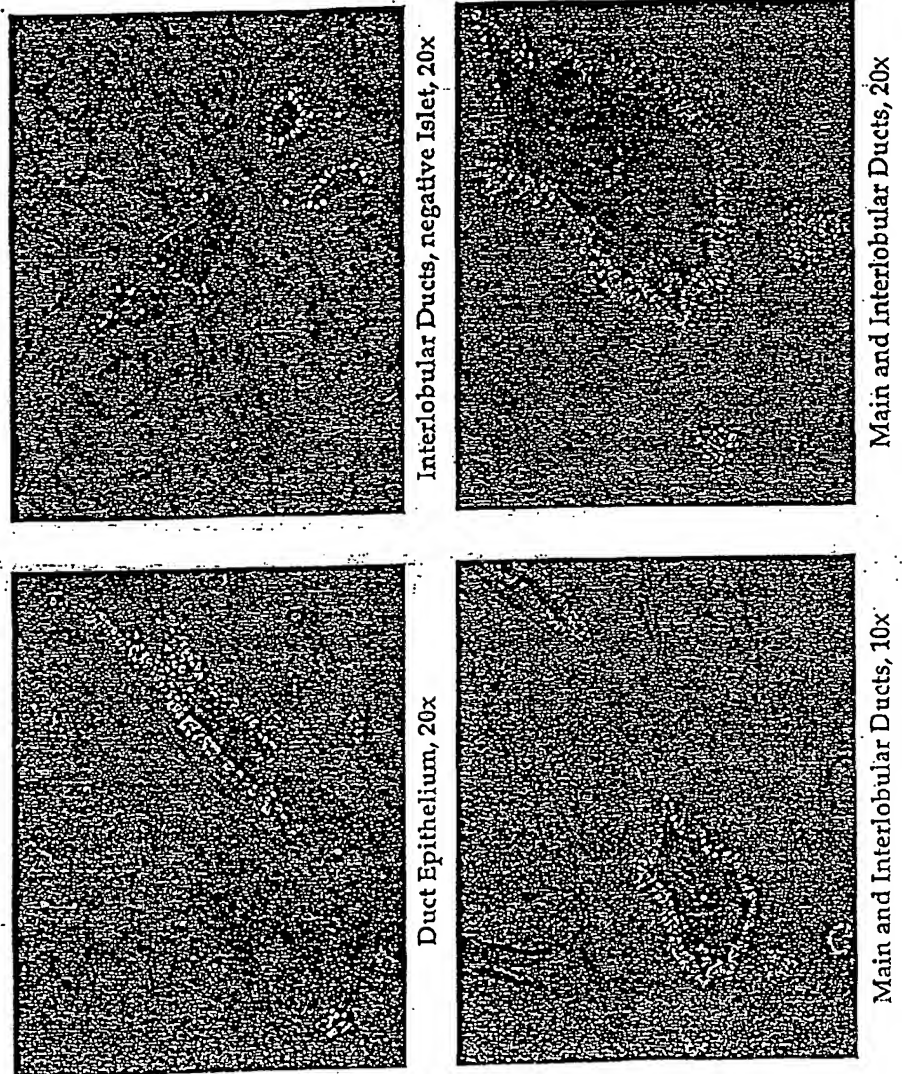 Duct Epithelium, 20x
Interlobular Ducts, negative Islet, 20x
Main and Interlobular Ducts, 10x
Main and Interlobular Ducts, 20x